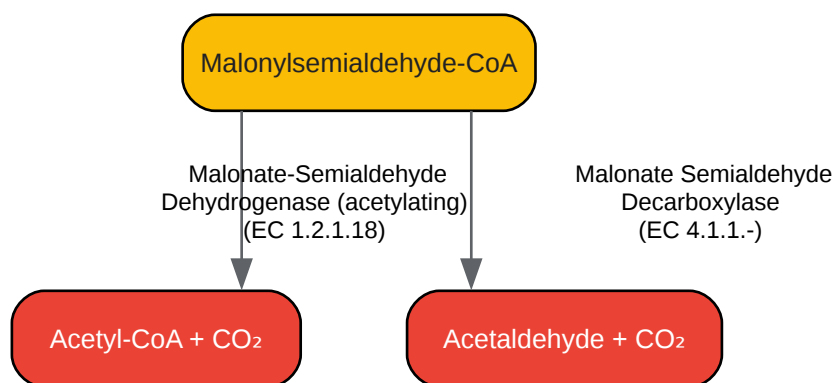 Malonylsemialdehyde-CoA
Malonate-Semialdehyde
Dehydrogenase (acetylating)
(EC 1.2.1.18)
Malonate Semialdehyde
Decarboxylase
(EC 4.1.1.-)
Acetyl-CoA + CO₂
Acetaldehyde + CO₂